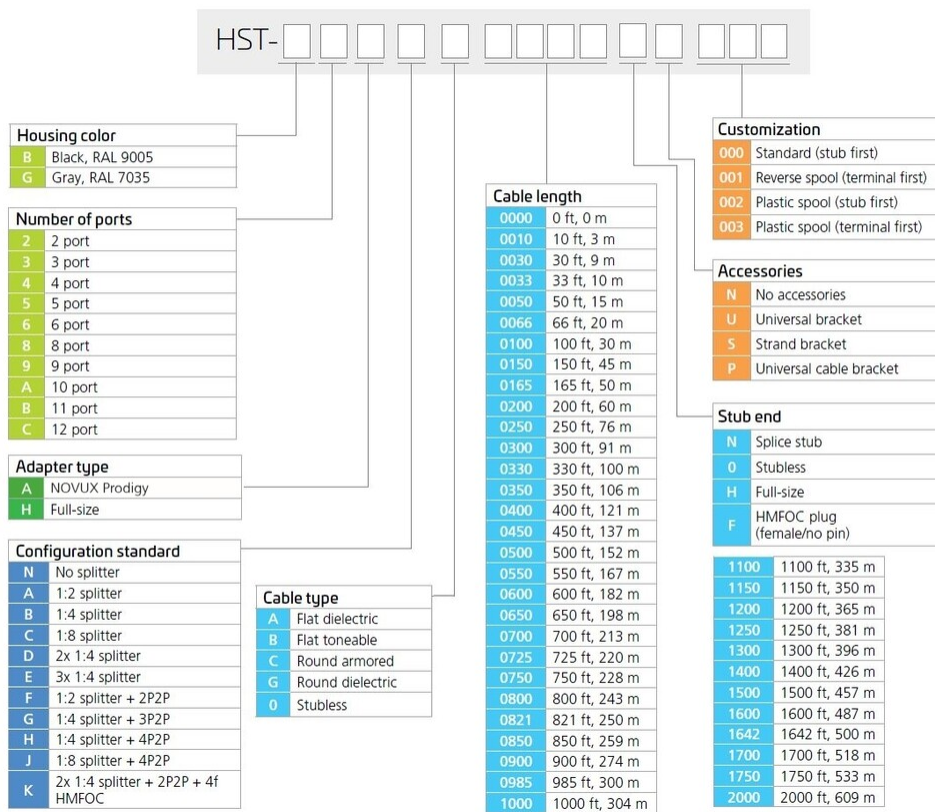 HST-
Housing color
B Black, RAL 9005
G Gray, RAL 7035
Number of ports
2 2 port
3 3 port
4 4 port
5 5 port
6 6 port
8 8 port
9 9 port
A 10 port
B 11 port
C 12 port
Adapter type
A NOVUX Prodigy
H Full-size
Configuration standard
N No splitter
A 1:2 splitter
B 1:4 splitter
C 1:8 splitter
D 2x 1:4 splitter
E 3x 1:4 splitter
F 1:2 splitter + 2P2P
G 1:4 splitter + 3P2P
H 1:4 splitter + 4P2P
J 1:8 splitter + 4P2P
K 2x 1:4 splitter + 2P2P + 4f
HMFOC
Cable type
A Flat dielectric
B Flat toneable
C Round armored
G Round dielectric
0 Stubless
Cable length
0000 0 ft, 0 m
0010 10 ft, 3 m
0030 30 ft, 9 m
0033 33 ft, 10 m
0050 50 ft, 15 m
0066 66 ft, 20 m
0100 100 ft, 30 m
0150 150 ft, 45 m
0165 165 ft, 50 m
0200 200 ft, 60 m
0250 250 ft, 76 m
0300 300 ft, 91 m
0330 330 ft, 100 m
0350 350 ft, 106 m
0400 400 ft, 121 m
0450 450 ft, 137 m
0500 500 ft, 152 m
0550 550 ft, 167 m
0600 600 ft, 182 m
0650 650 ft, 198 m
0700 700 ft, 213 m
0725 725 ft, 220 m
0750 750 ft, 228 m
0800 800 ft, 243 m
0821 821 ft, 250 m
0850 850 ft, 259 m
0900 900 ft, 274 m
0985 985 ft, 300 m
1000 1000 ft, 304 m
1100 1100 ft, 335 m
1150 1150 ft, 350 m
1200 1200 ft, 365 m
1250 1250 ft, 381 m
1300 1300 ft, 396 m
1400 1400 ft, 426 m
1500 1500 ft, 457 m
1600 1600 ft, 487 m
1642 1642 ft, 500 m
1700 1700 ft, 518 m
1750 1750 ft, 533 m
2000 2000 ft, 609 m
Stub end
N Splice stub
0 Stubless
H Full-size
F HMFOC plug
(female/no pin)
Accessories
N No accessories
U Universal bracket
S Strand bracket
P Universal cable bracket
Customization
000 Standard (stub first)
001 Reverse spool (terminal first)
002 Plastic spool (stub first)
003 Plastic spool (terminal first)